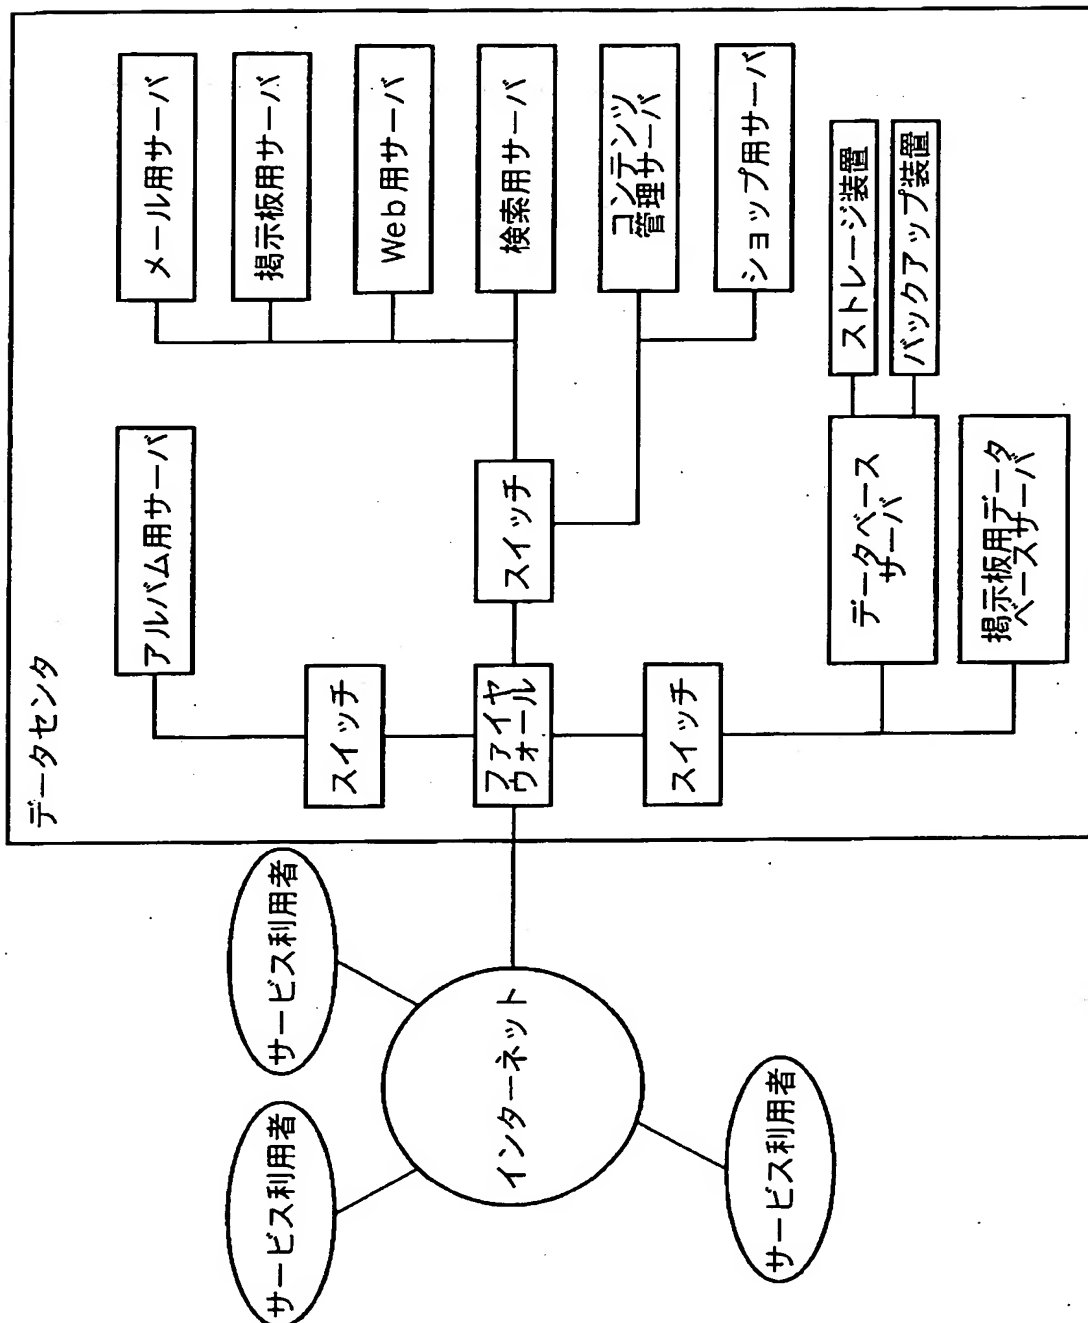 データセンタ
メール用サーバ
掲示板用サーバ
Web用サーバ
検索用サーバ
コンテンツ
管理サーバ
ショップ用サーバ
アルバム用サーバ
スイッチ
スイッチ
ファイヤ
ウォール
スイッチ
ストレージ装置
バックアップ装置
データベース
サーバ
掲示板用データ
ベースサーバ
インターネット
サービス利用者
サービス利用者
サービス利用者